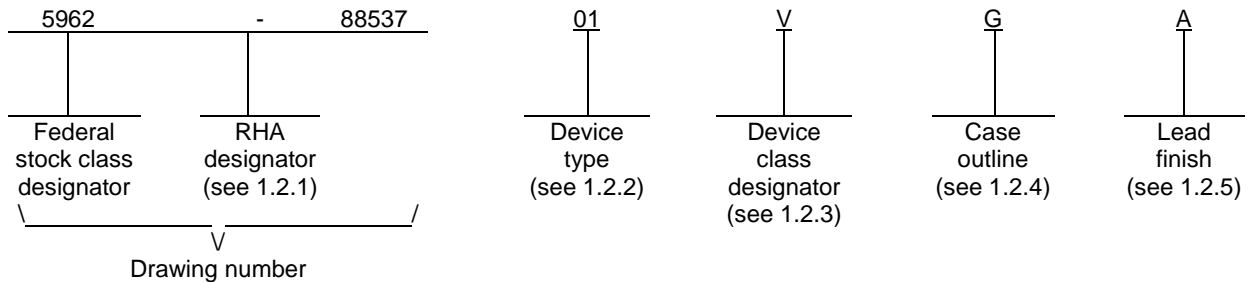 5962 - 88537 01 V G A
Federal stock class designator
RHA designator (see 1.2.1)
Device type (see 1.2.2)
Device class designator (see 1.2.3)
Case outline (see 1.2.4)
Lead finish (see 1.2.5)
\ / \/
Drawing number